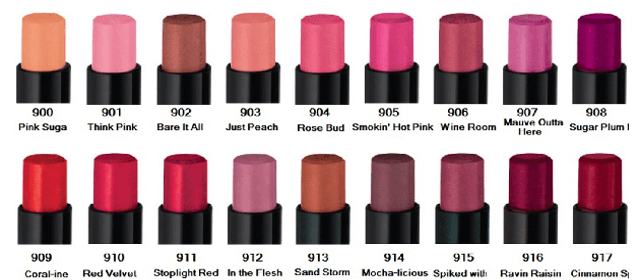 900 901 902 903 904 905 906 907 908
Pink Suga Think Pink Bare It All Just Peach Rose Bud Smokin' Hot Pink Wine Room Mauve Outta Sugar Plum
Here
909 910 911 912 913 914 915 916 917
Coral-ine Red Velvet Stoplight Red In the Flesh Sand Storm Mocha-licious Spiked with Ravin Raisin Cinnamon